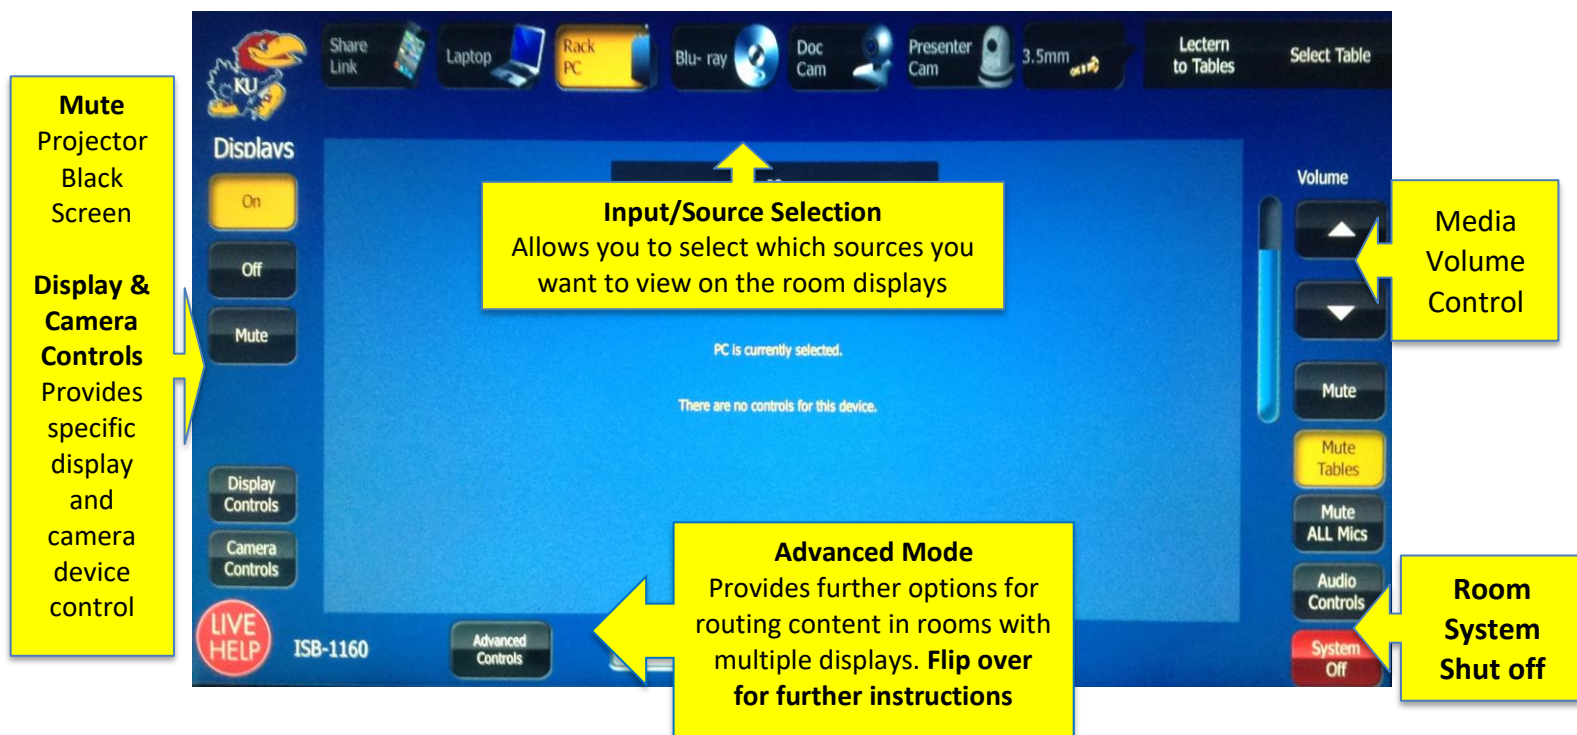 Share
Link
Laptop
Rack
PC
Blu- ray
Doc
Cam
Presenter
Cam
3.5mm
Lectern
to Tables
Select Table
KU
Mute
Projector
Black
Screen
Display &
Camera
Controls
Provides
specific
display
and
camera
device
control
Displays
On
Off
Mute
Display
Controls
Camera
Controls
LIVE
HELP
ISB-1160
Advanced
Controls
Input/Source Selection
Allows you to select which sources you
want to view on the room displays
PC is currently selected.
There are no controls for this device.
Advanced Mode
Provides further options for
routing content in rooms with
multiple displays. Flip over
for further instructions
Volume
Mute
Mute
Tables
Mute
ALL Mics
Audio
Controls
System
Off
Media
Volume
Control
Room
System
Shut off